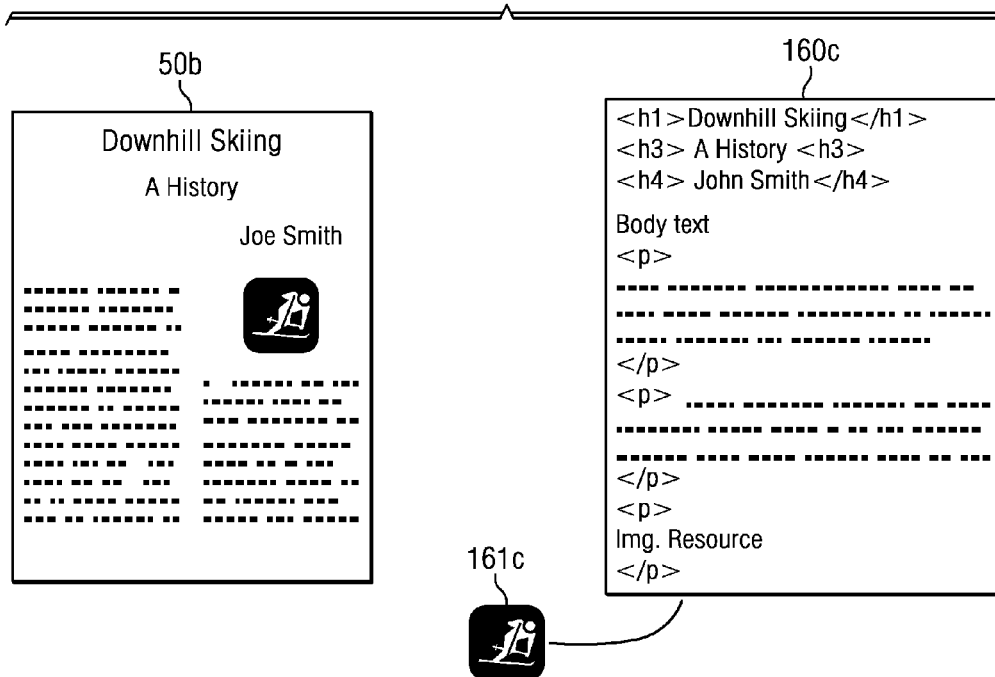 50b
Downhill Skiing
A History
Joe Smith
160c
<h1>Downhill Skiing</h1>
<h3> A History <h3>
<h4> John Smith</h4>
Body text
<p>
</p>
<p>
</p>
<p>
Img. Resource
</p>
161c